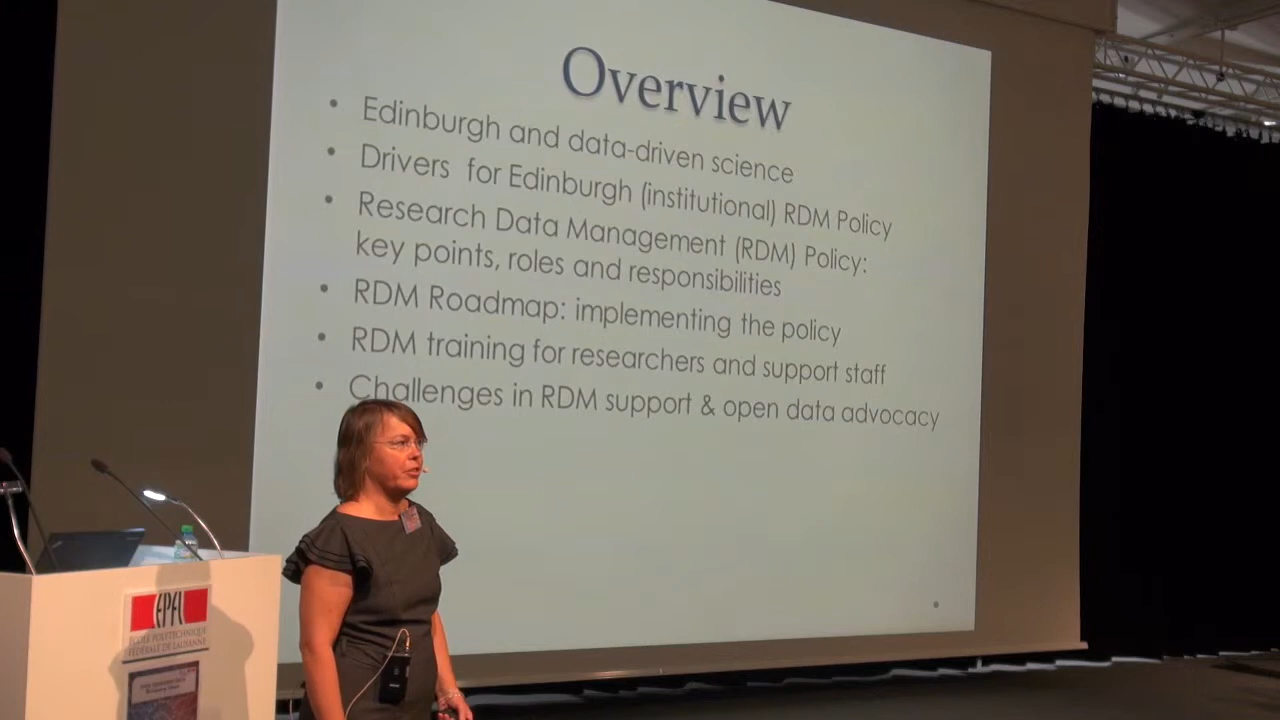 Overview
• Edinburgh and data-driven science
• Drivers for Edinburgh (institutional) RDM Policy
• Research Data Management (RDM) Policy:
key points, roles and responsibilities
• RDM Roadmap: implementing the policy
• RDM training for researchers and support staff
• Challenges in RDM support & open data advocacy
EPFL
ÉCOLE POLYTECHNIQUE
FÉDÉRALE DE LAUSANNE